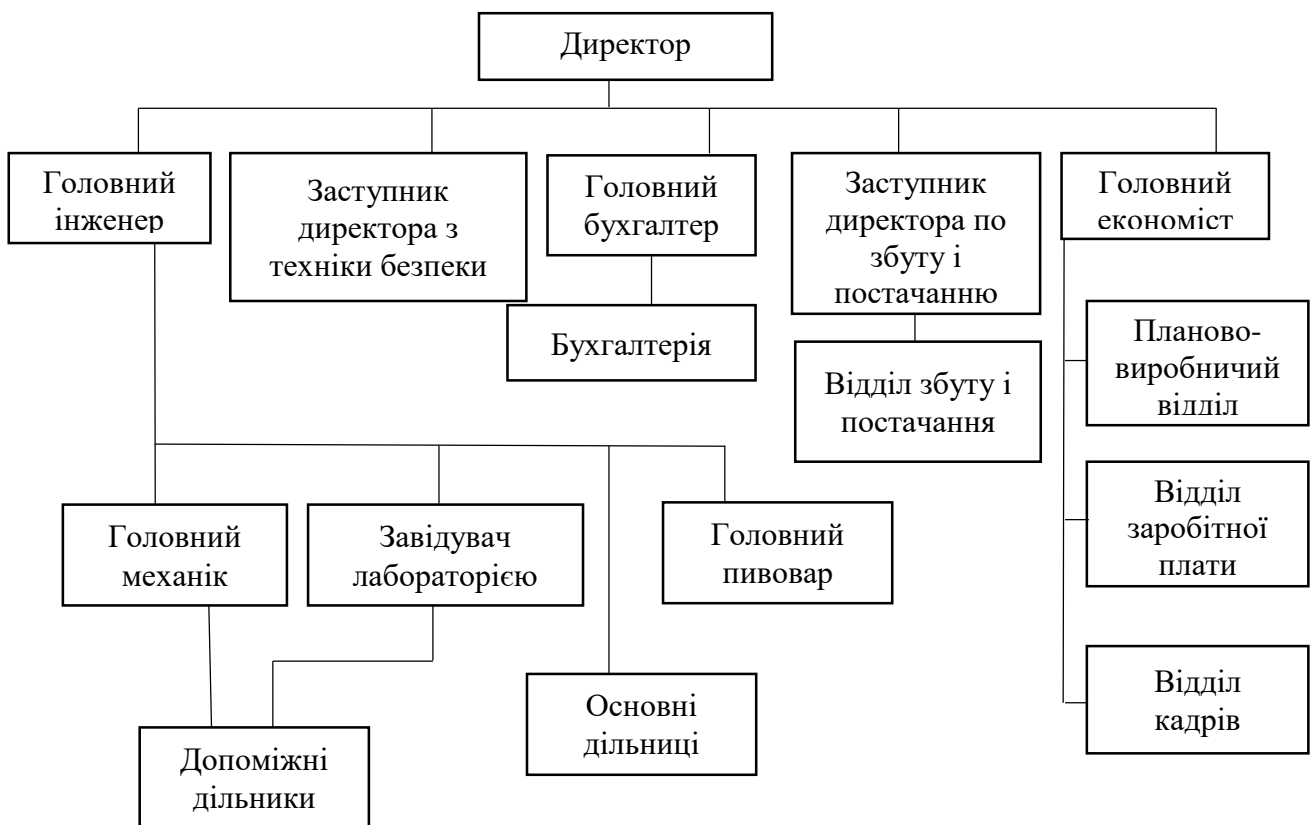 Директор
Головний
інженер
Заступник
директора з
техніки безпеки
Головний
бухгалтер
Заступник
директора по
збуту і
постачанню
Головний
економіст
Бухгалтерія
Відділ збуту і
постачання
Планово-
виробничий
відділ
Відділ
заробітної
плати
Відділ
кадрів
Головний
механік
Завідувач
лабораторією
Головний
пивовар
Основні
дільниці
Допоміжні
дільники